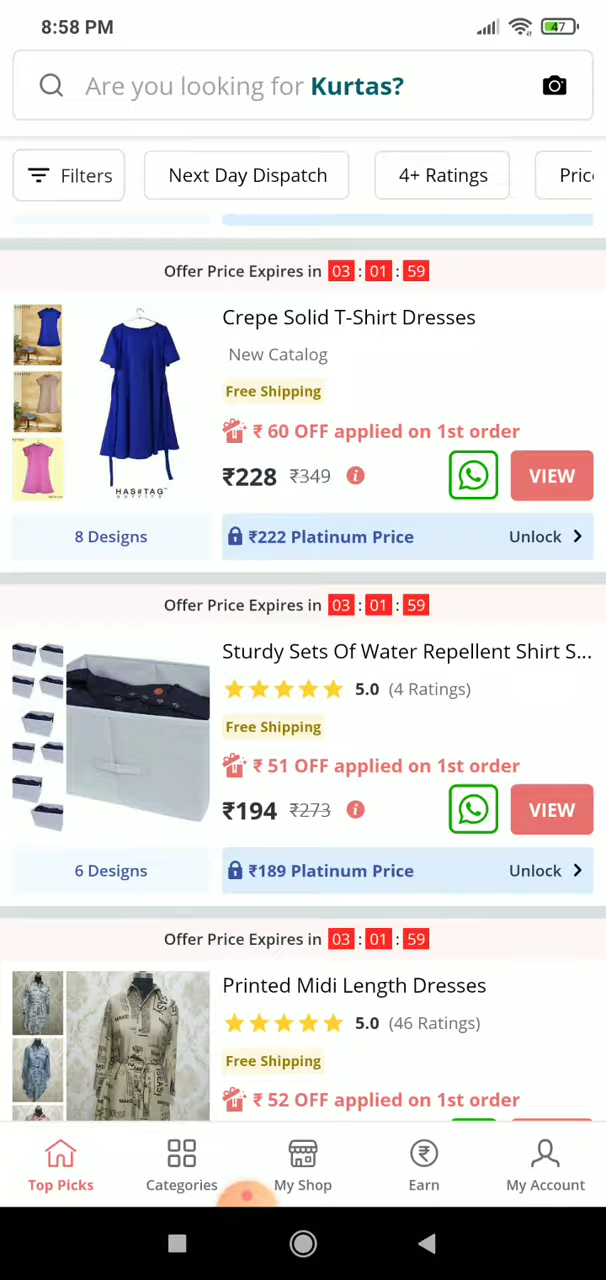 8:58 PM
47
Are you looking for Kurtas?
Filters
Next Day Dispatch
4+ Ratings
Offer Price Expires in 03 : 01 : 59
Crepe Solid T-Shirt Dresses
New Catalog
Free Shipping
₹ 60 OFF applied on 1st order
₹228 ₹349
VIEW
HAS#TAG
OUTFITS
8 Designs
₹222 Platinum Price
Unlock
Offer Price Expires in 03 : 01 : 59
Sturdy Sets Of Water Repellent Shirt S...
5.0 (4 Ratings)
Free Shipping
₹ 51 OFF applied on 1st order
₹194 ₹273
VIEW
6 Designs
₹189 Platinum Price
Unlock
Offer Price Expires in 03 : 01 : 59
Printed Midi Length Dresses
5.0 (46 Ratings)
Free Shipping
₹ 52 OFF applied on 1st order
Top Picks
Categories
My Shop
Earn
My Account